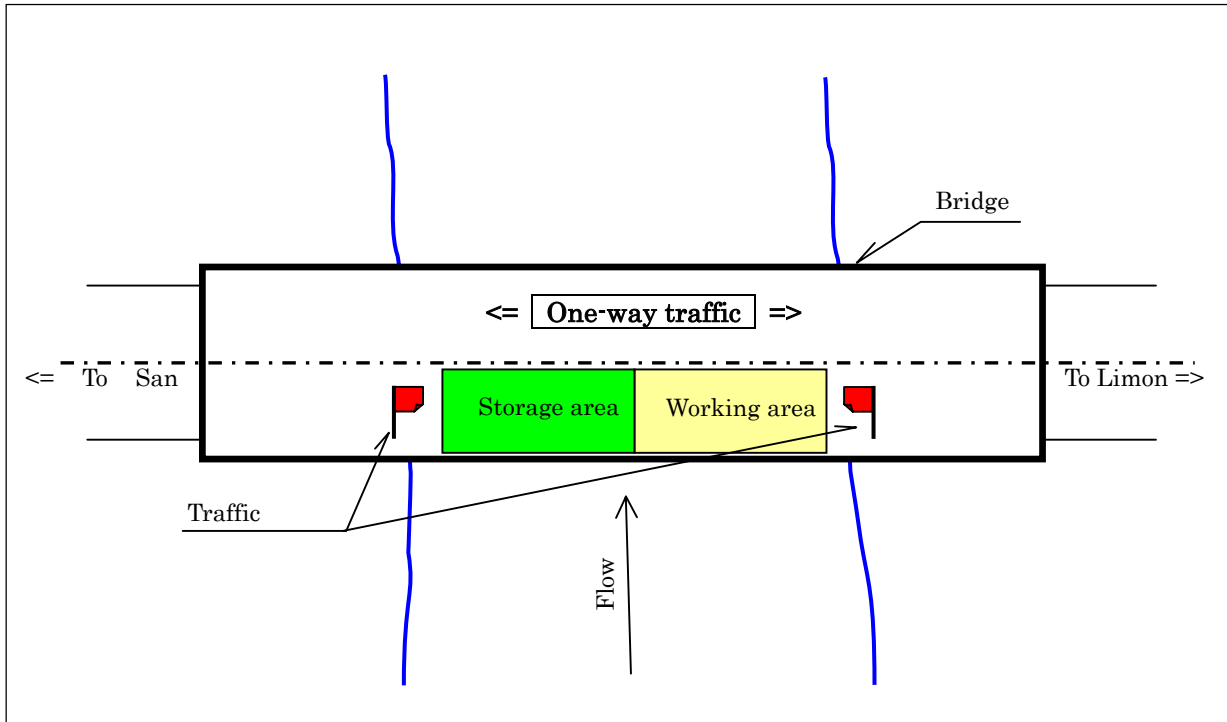 Bridge
<= One-way traffic =>
<= To San
To Limon =>
Storage area
Working area
Traffic
Flow